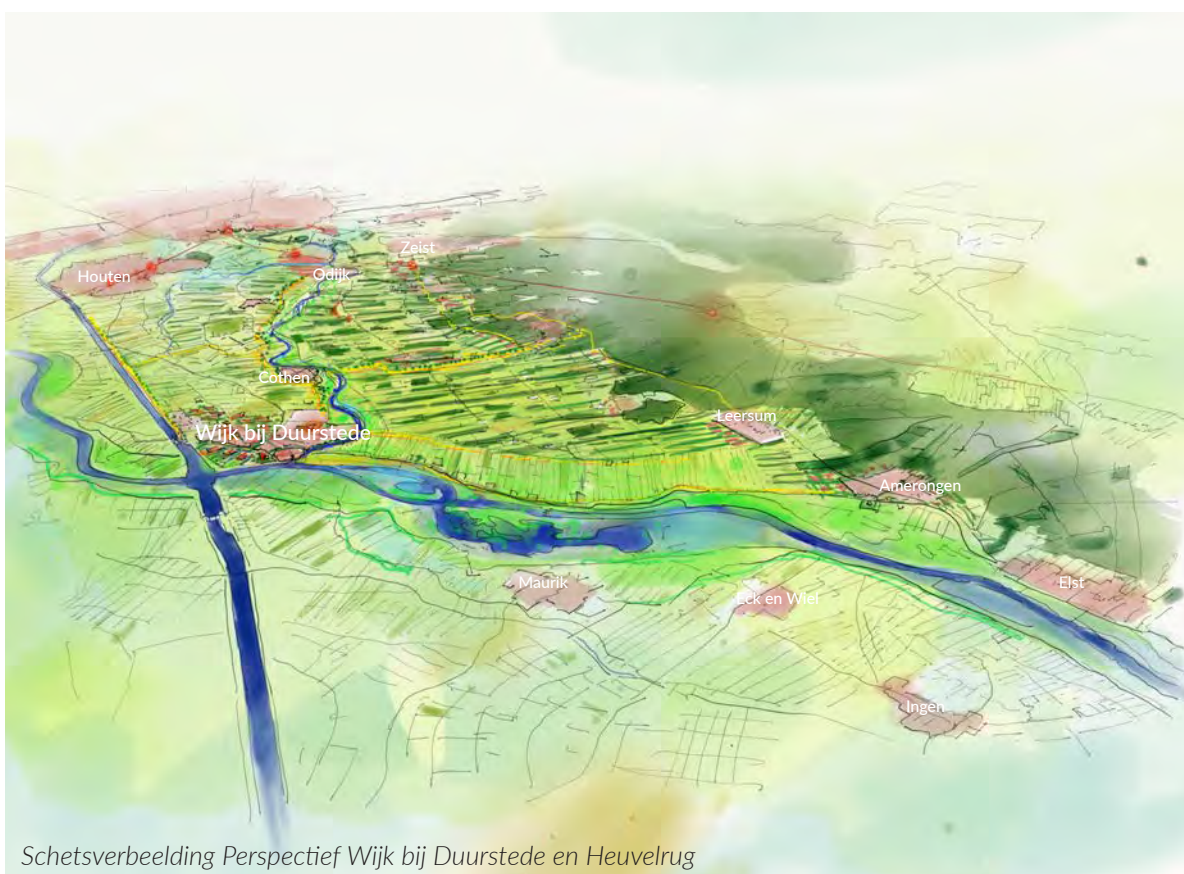 Zeist
Houten
Odijk
Cothen
Leersum
Wijk bij Duurstede
Amerongen
Maurik
Elst
Eck en Wiel
Ingen
Schetsverbeelding Perspectief Wijk bij Duurstede en Heuvelrug